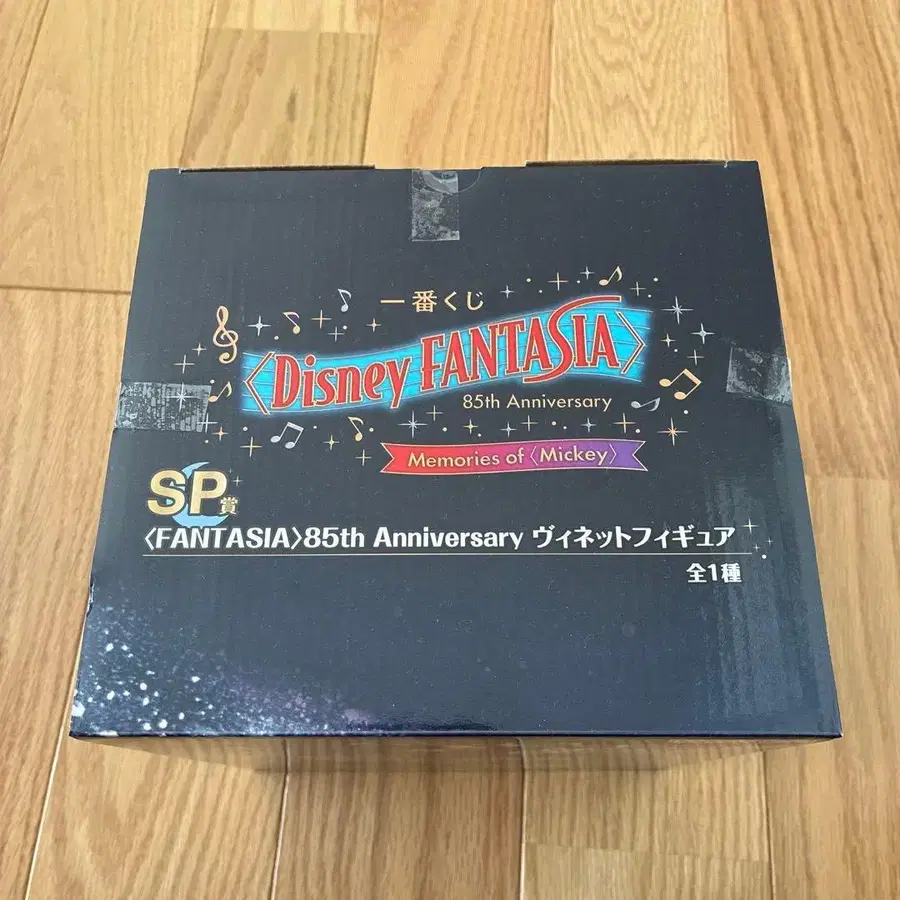 一番くじ
〈Disney FANTASIA〉
85th Anniversary
Memories of〈Mickey〉
SP賞
〈FANTASIA〉85th Anniversary ヴィネットフィギュア
全1種